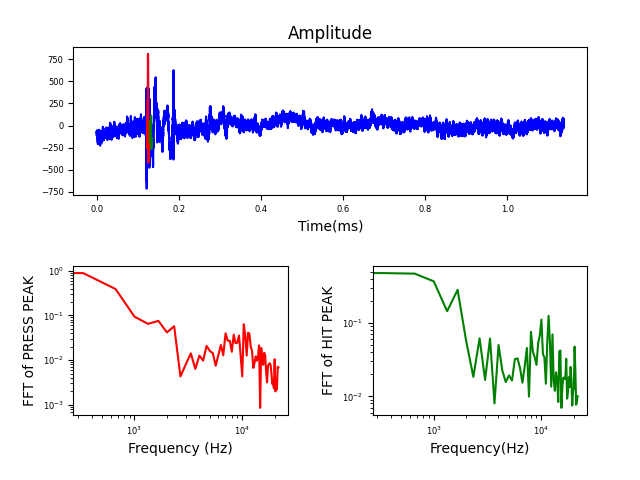 Amplitude
750
500
250
0
−250
−500
−750
0.0 0.2 0.4 0.6 0.8 1.0
Time(ms)
FFT of PRESS PEAK
10⁰
10⁻¹
10⁻²
10⁻³
10³ 10⁴
Frequency (Hz)
FFT of HIT PEAK
10⁻¹
10⁻²
10³ 10⁴
Frequency(Hz)